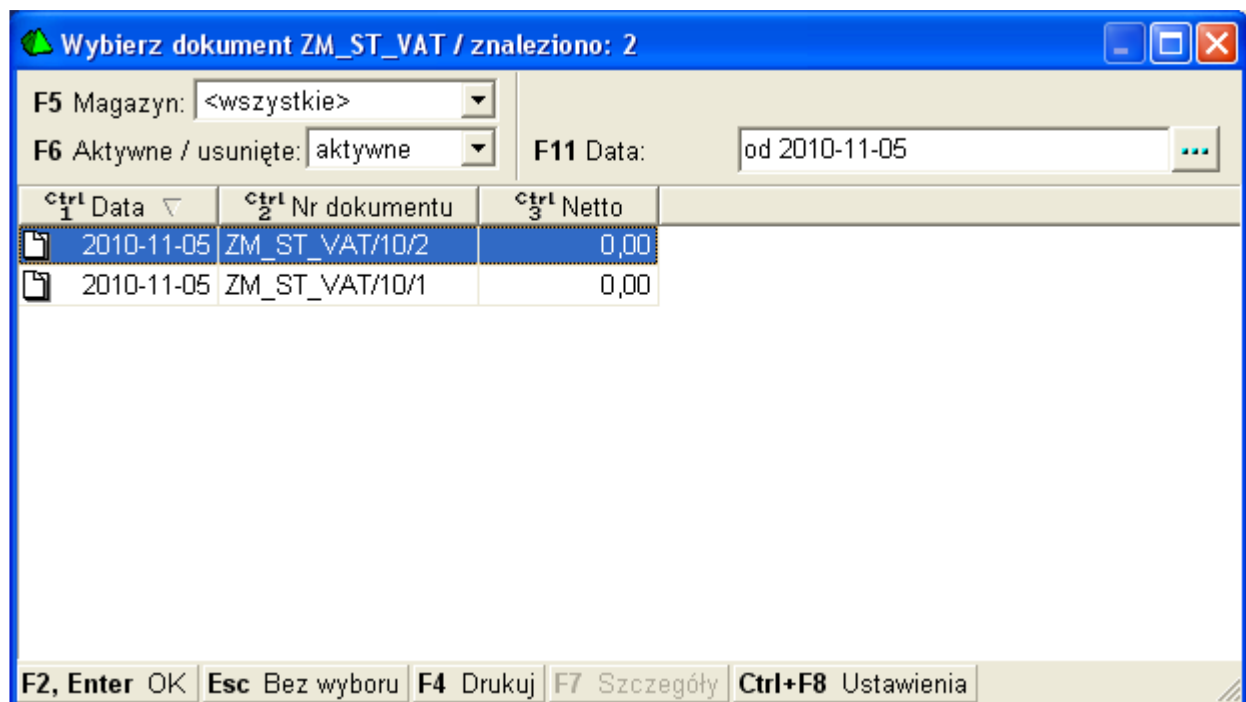 Wybierz dokument ZM_ST_VAT / znaleziono: 2
F5 Magazyn: <wszystkie>
F6 Aktywne / usunięte: aktywne F11 Data: od 2010-11-05 ...
Ctrl 1 Data Ctrl 2 Nr dokumentu Ctrl 3 Netto
2010-11-05 ZM_ST_VAT/10/2 0,00
2010-11-05 ZM_ST_VAT/10/1 0,00
F2, Enter OK Esc Bez wyboru F4 Drukuj F7 Szczegóły Ctrl+F8 Ustawienia